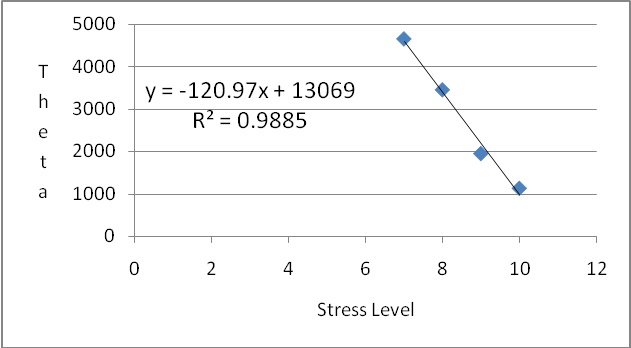 5000
4000
3000
2000
1000
0
Theta
y = -120.97x + 13069
R² = 0.9885
0 2 4 6 8 10 12
Stress Level